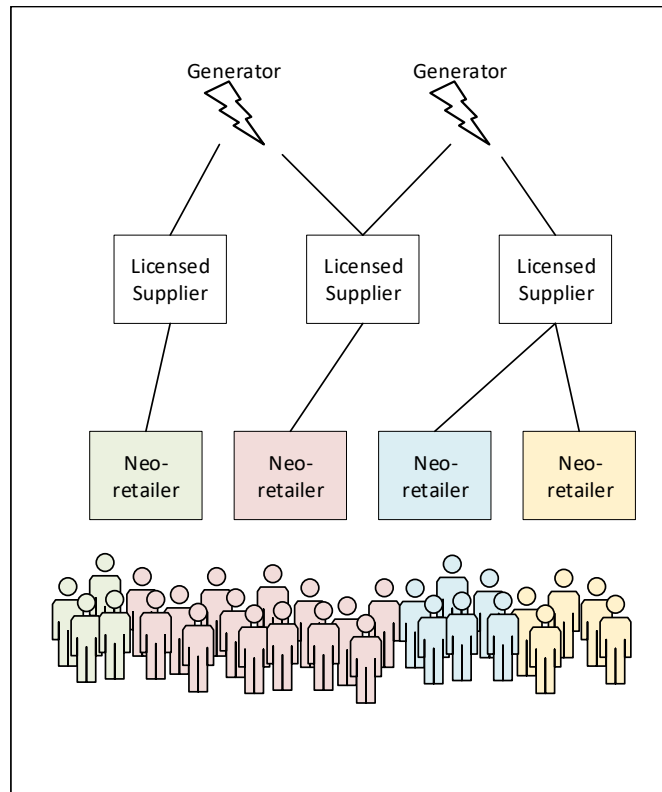 Generator
Generator
Licensed
Supplier
Licensed
Supplier
Licensed
Supplier
Neo-
retailer
Neo-
retailer
Neo-
retailer
Neo-
retailer